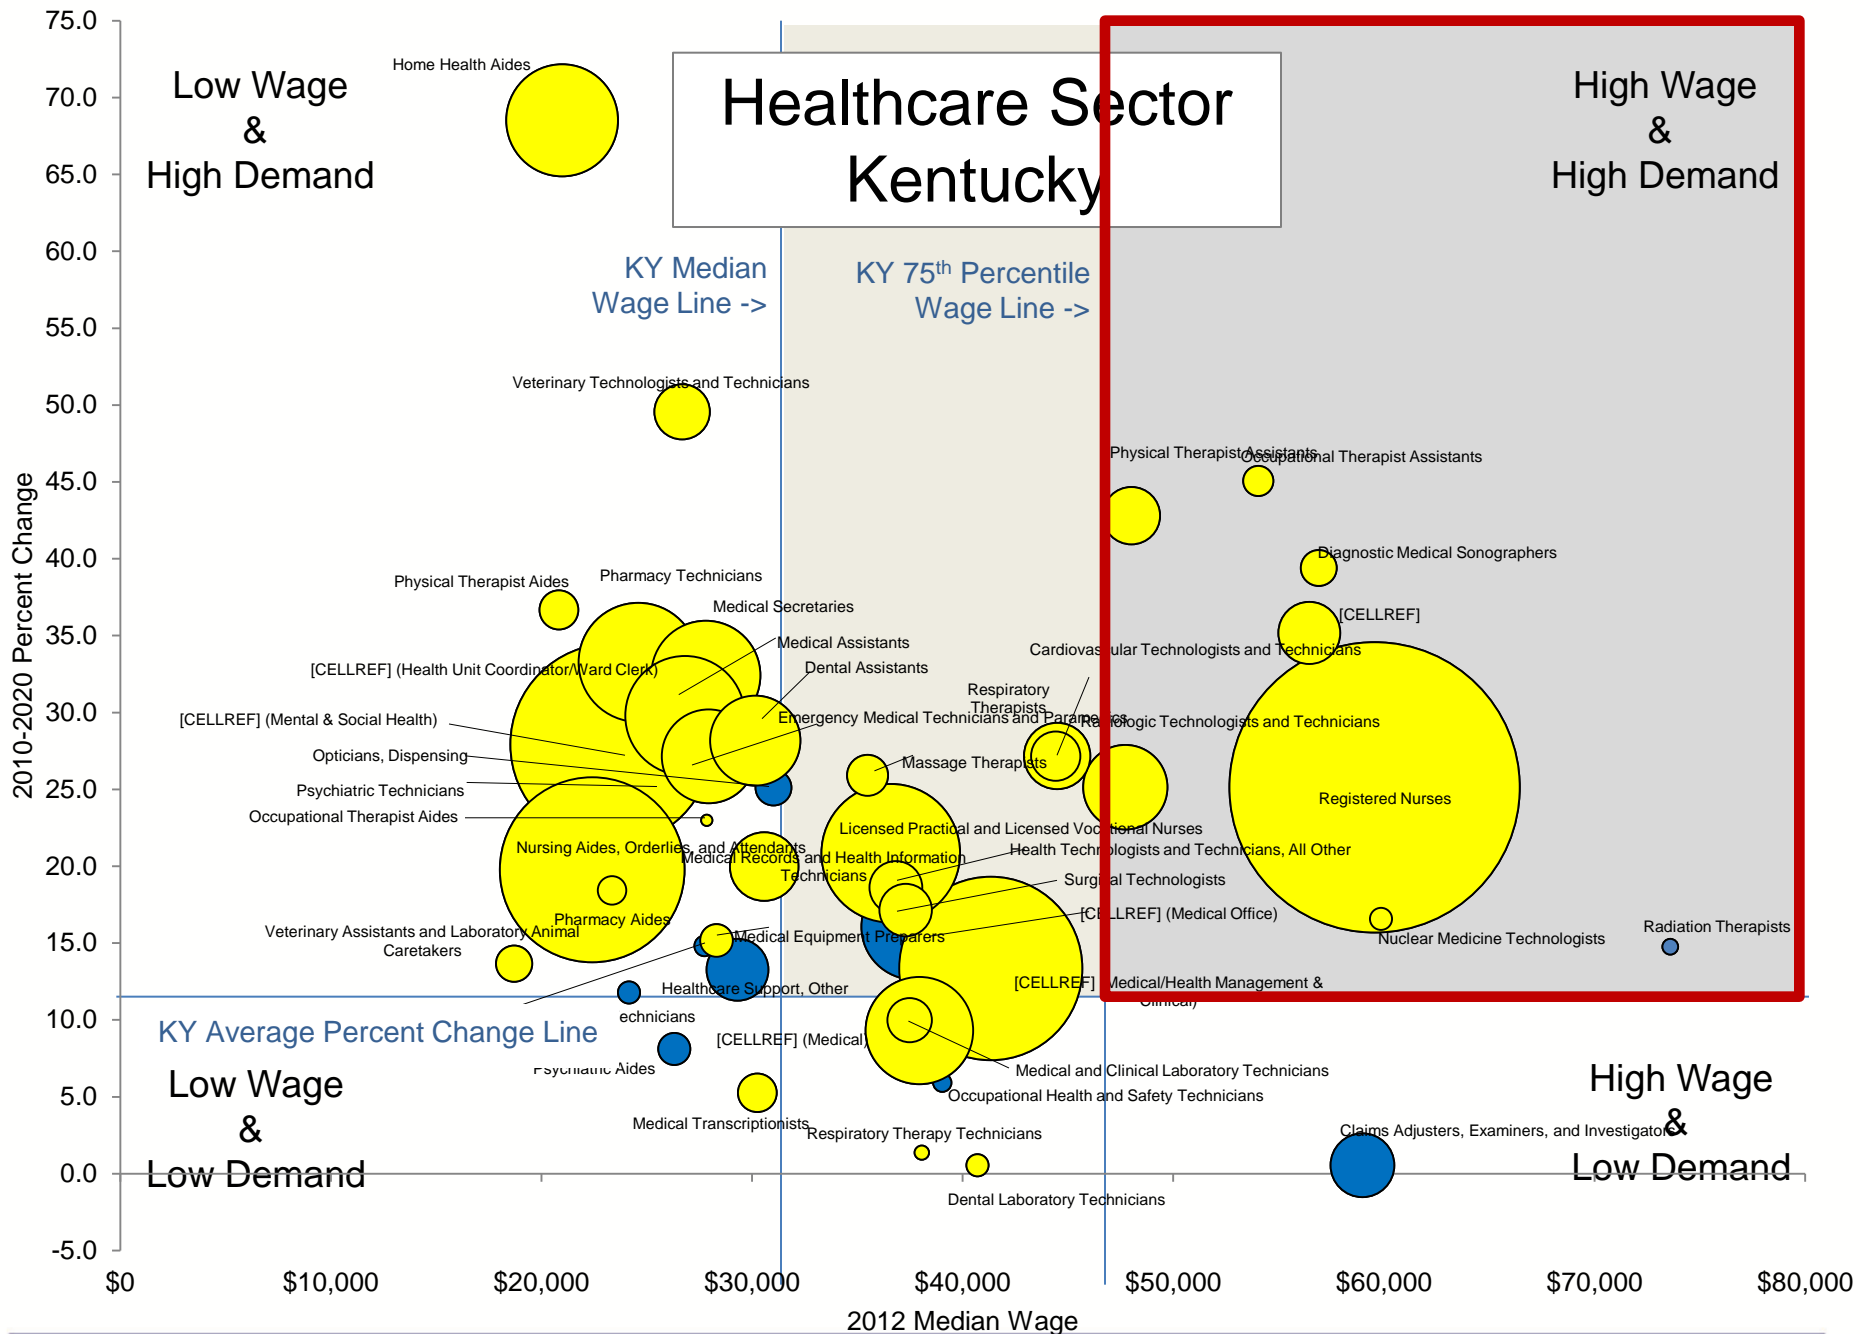 75.0
70.0
65.0
60.0
55.0
50.0
45.0
40.0
35.0
30.0
25.0
20.0
15.0
10.0
5.0
0.0
-5.0
2010-2020 Percent Change
Low Wage
&
High Demand
Healthcare Sector
Kentucky
High Wage
&
High Demand
KY Median
Wage Line ->
KY 75th Percentile
Wage Line ->
Home Health Aides
Veterinary Technologists and Technicians
Physical Therapist Assistants
Occupational Therapist Assistants
Diagnostic Medical Sonographers
[CELLREF]
Physical Therapist Aides
Pharmacy Technicians
Medical Secretaries
Medical Assistants
Dental Assistants
[CELLREF] (Health Unit Coordinator/Ward Clerk)
[CELLREF] (Mental & Social Health)
Opticians, Dispensing
Psychiatric Technicians
Occupational Therapist Aides
Emergency Medical Technicians and Paramedics
Cardiovascular Technologists and Technicians
Respiratory
Therapists
Radiologic Technologists and Technicians
Massage Therapists
Registered Nurses
Licensed Practical and Licensed Vocational Nurses
Health Technologists and Technicians, All Other
Surgical Technologists
[CELLREF] (Medical Office)
Nursing Aides, Orderlies, and Attendants
Medical Records and Health Information
Technicians
Pharmacy Aides
Veterinary Assistants and Laboratory Animal
Caretakers
Medical Equipment Preparers
Nuclear Medicine Technologists
Radiation Therapists
Healthcare Support, Other
[CELLREF] (Medical/Health Management &
Clinical)
echnicians
KY Average Percent Change Line
[CELLREF] (Medical)
Psychiatric Aides
Medical and Clinical Laboratory Technicians
Occupational Health and Safety Technicians
Medical Transcriptionists
Respiratory Therapy Technicians
Dental Laboratory Technicians
Claims Adjusters, Examiners, and Investigators
Low Wage
&
Low Demand
High Wage
&
Low Demand
$0
$10,000
$20,000
$30,000
$40,000
$50,000
$60,000
$70,000
$80,000
2012 Median Wage